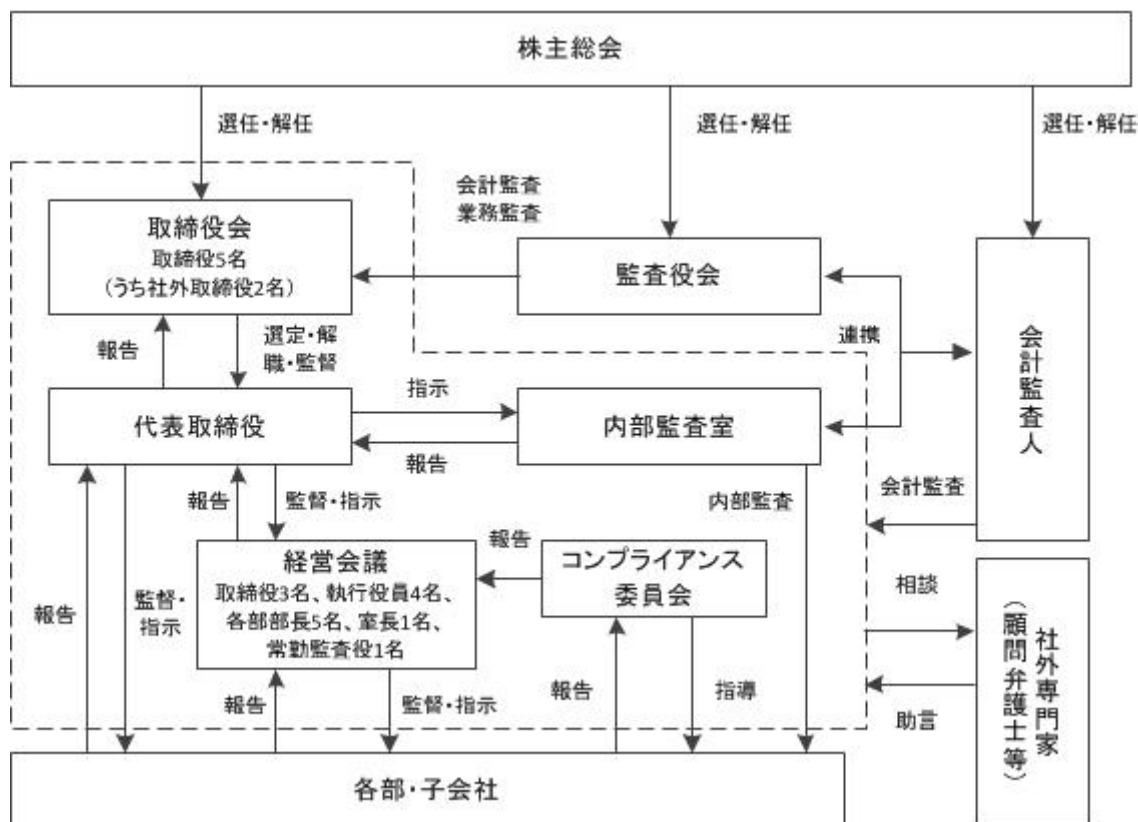 株主総会
選任・解任
選任・解任
選任・解任
取締役会
取締役5名
(うち社外取締役2名)
会計監査
業務監査
監査役会
会計監査人
報告
選定・解
職・監督
連携
代表取締役
指示
報告
内部監査室
報告
監督・指示
内部監査
会計監査
経営会議
取締役3名、執行役員4名、
各部部長5名、室長1名、
常勤監査役1名
報告
コンプライアンス
委員会
報告
監督・
指示
相談
社外専門家
(顧問弁護士等)
報告
監督・指示
報告
指導
助言
各部・子会社